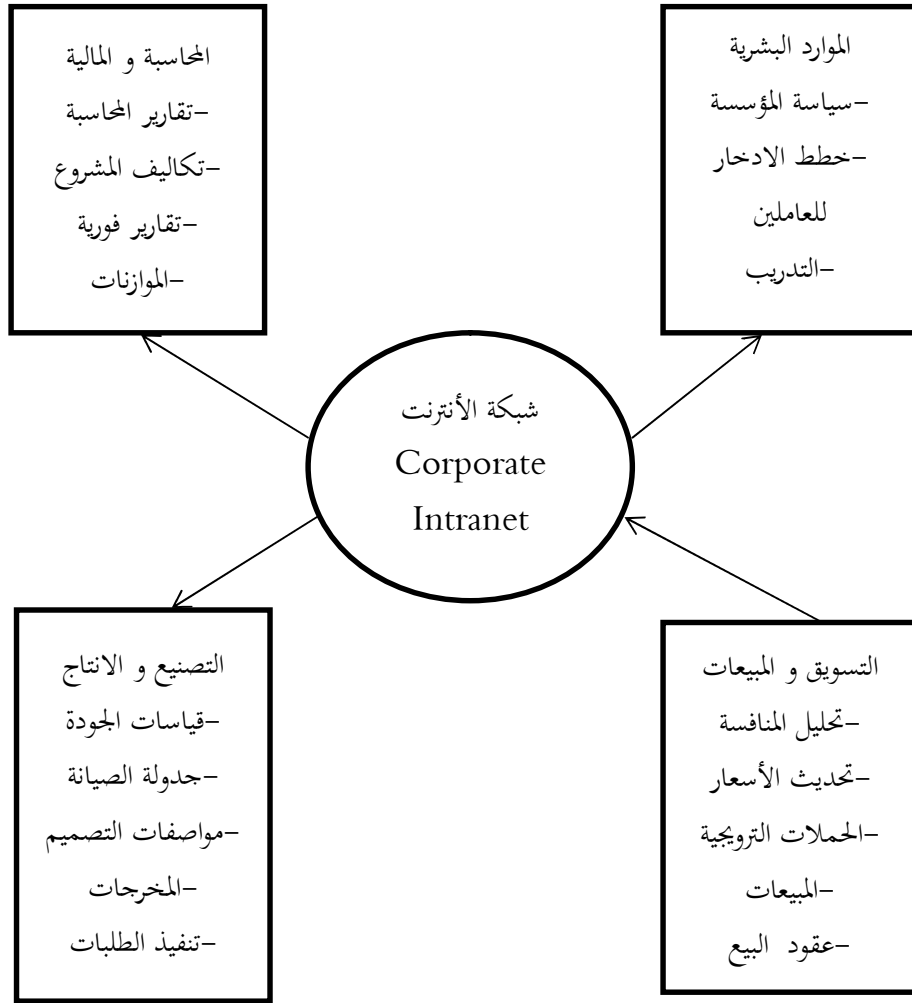 الموارد البشرية
-سياسة المؤسسة
-خطط الادخار
للعاملين
-التدريب
المحاسبة و المالية
-تقارير المحاسبة
-تكاليف المشروع
-تقارير فورية
-الموازنات
شبكة الأنترنت
Corporate
Intranet
التسويق و المبيعات
-تحليل المنافسة
-تحديث الأسعار
-الحملات الترويجية
-المبيعات
-عقود البيع
التصنيع و الانتاج
-قياسات الجودة
-جدولة الصيانة
-مواصفات التصميم
-المخرجات
-تنفيذ الطلبات